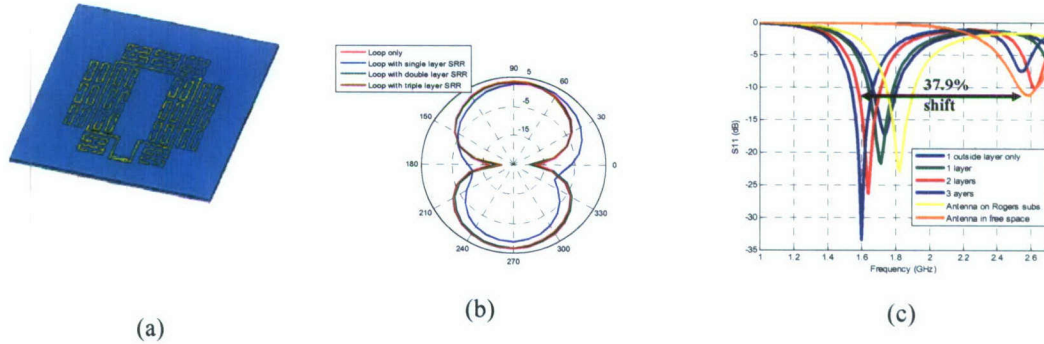 Loop only
Loop with single layer SRR
Loop with double layer SRR
Loop with triple layer SRR
90
5
60
-5
30
-15
0
330
300
270
240
210
180
150
(a)
(b)
S11 (dB)
0
-5
-10
-15
-20
-25
-30
-35
37.9%
shift
1 outside layer only
1 layer
2 layers
3 ayers
Antenna on Rogers subs.
Antenna in free space
1
1.2
1.4
1.6
1.8
2
2.2
2.4
2.6
Frequency (GHz)
(c)